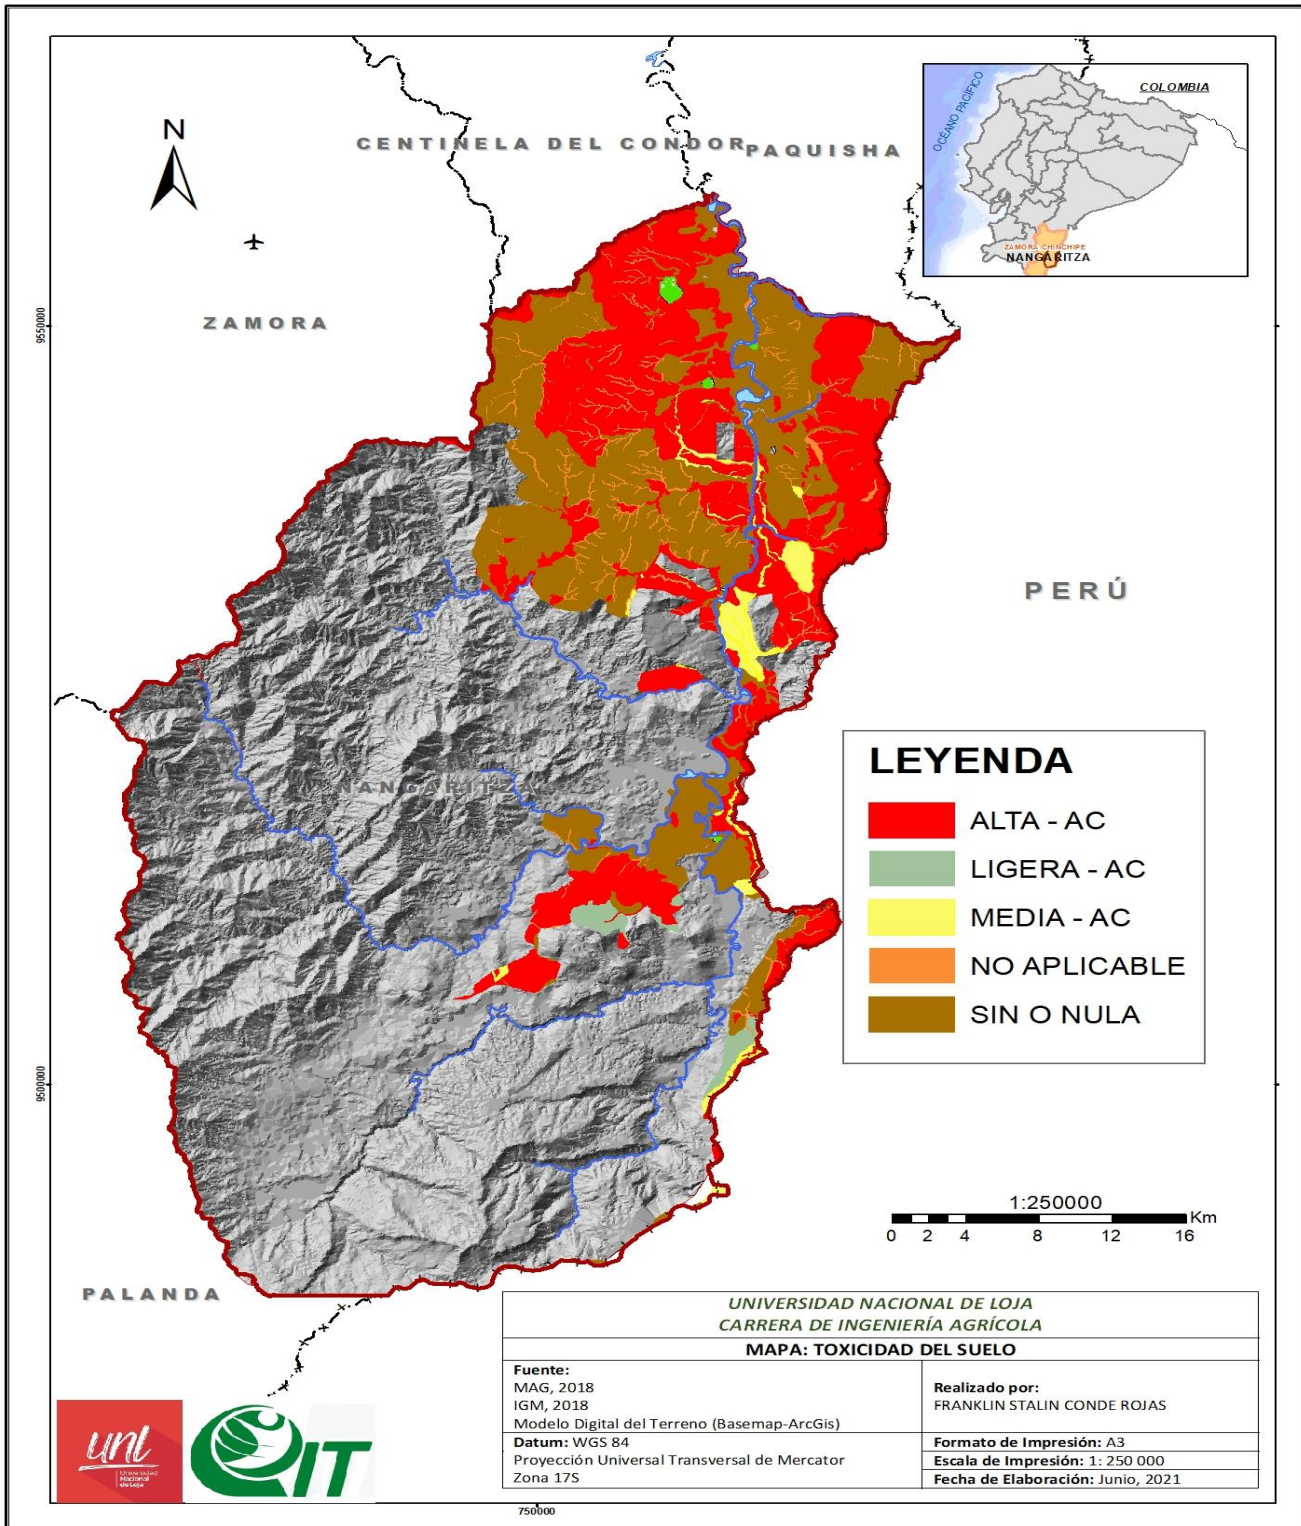 N
CENTINELA DEL CONDOR
PAQUISHA
COLOMBIA
OCÉANO PACÍFICO
ZAMORA CHINCHIPE
NANGARITZA
ZAMORA
9550000
PERÚ
NANGARITZA
LEYENDA
ALTA - AC
LIGERA - AC
MEDIA - AC
NO APLICABLE
SIN O NULA
9500000
1:250000
Km
0 2 4 8 12 16
PALANDA
UNIVERSIDAD NACIONAL DE LOJA
CARRERA DE INGENIERÍA AGRÍCOLA
MAPA: TOXICIDAD DEL SUELO
Fuente:
MAG, 2018
IGM, 2018
Modelo Digital del Terreno (Basemap-ArcGis)
Realizado por:
FRANKLIN STALIN CONDE ROJAS
Datum: WGS 84
Proyección Universal Transversal de Mercator
Zona 17S
Formato de Impresión: A3
Escala de Impresión: 1: 250 000
Fecha de Elaboración: Junio, 2021
unl
Universidad
Nacional
de Loja
IT
750000